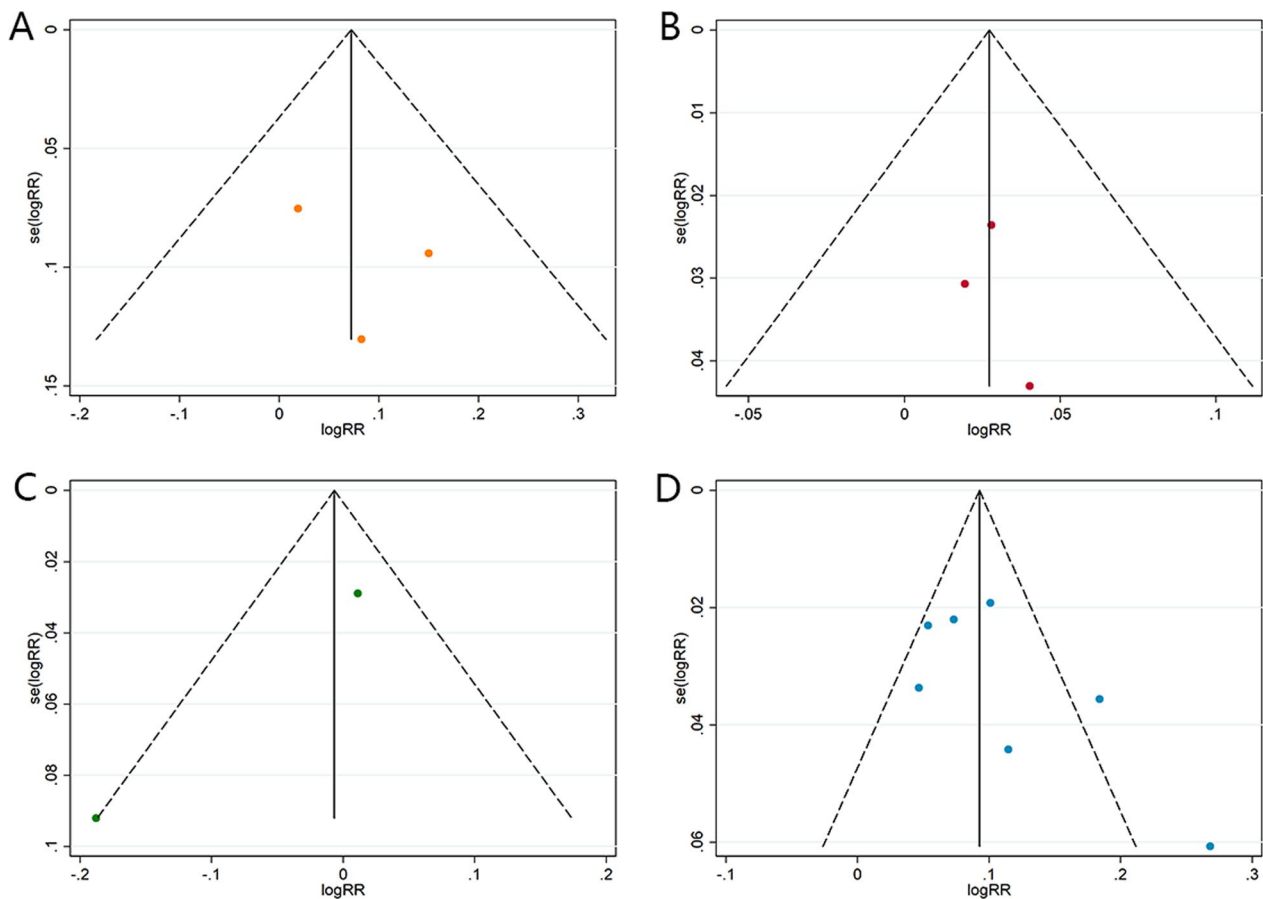 A
0
.05
.1
.15
se(logRR)
-.2 -.1 0 .1 .2 .3
logRR
B
0
.01
.02
.03
.04
se(logRR)
-.05 0 .05 .1
logRR
C
0
.02
.04
.06
.08
.1
se(logRR)
-.2 -.1 0 .1 .2
logRR
D
0
.02
.04
.06
se(logRR)
-.1 0 .1 .2 .3
logRR